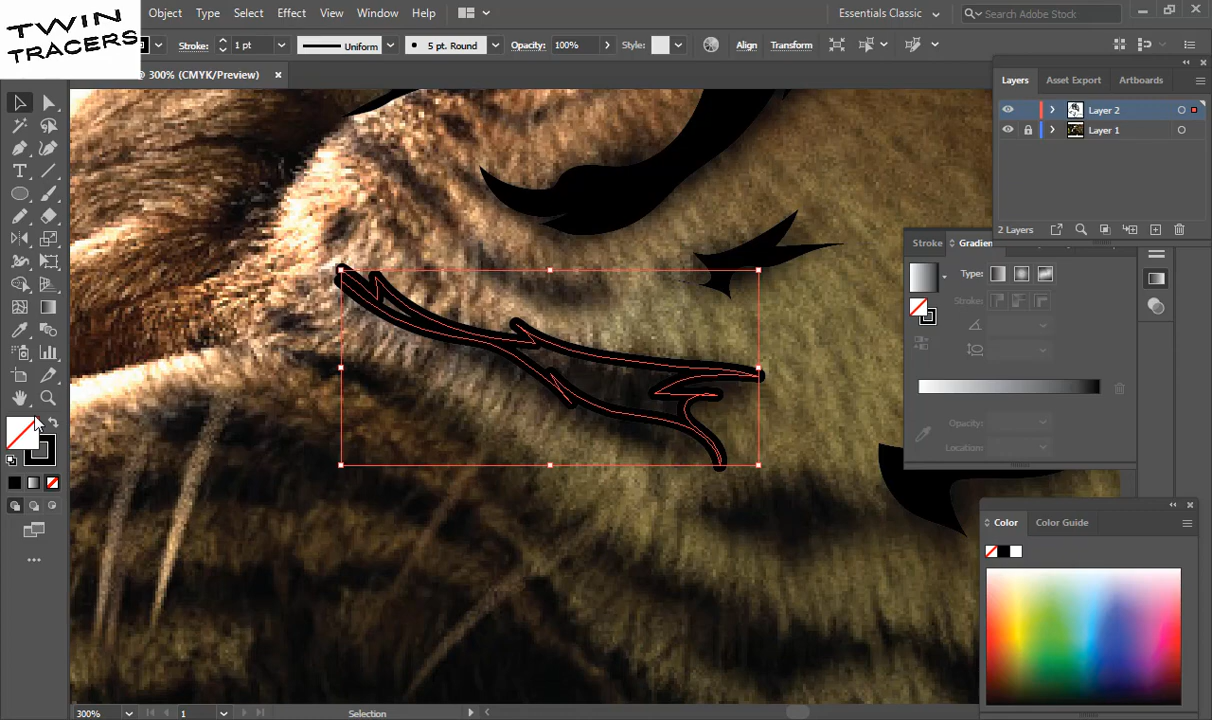 TWIN
TRACERS
Object Type Select Effect View Window Help
Essentials Classic
Search Adobe Stock
Stroke: 1 pt Uniform 5 pt. Round Opacity: 100% Style: Align Transform
@ 300% (CMYK/Preview)
Layers Asset Export Artboards
Layer 2
Layer 1
2 Layers
Stroke Gradient
Type:
Stroke:
Opacity:
Location:
Color Color Guide
300% 1 Selection